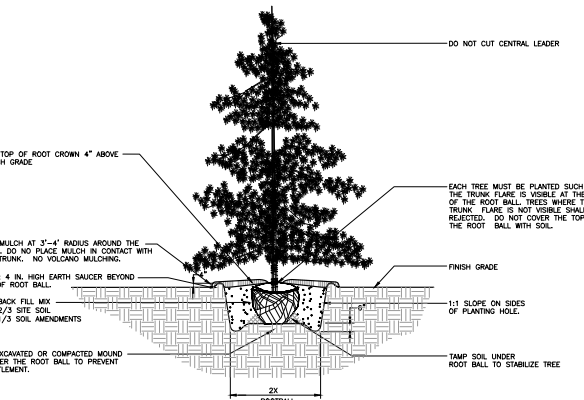 DO NOT CUT CENTRAL LEADER
TOP OF ROOT CROWN 4" ABOVE
GRADE
EACH TREE MUST BE PLANTED SUCH
THE TRUNK FLARE IS VISIBLE AT THE
OF THE ROOT BALL. TREES WHERE
TRUNK FLARE IS NOT VISIBLE
REJECTED. DO NOT COVER THE TOP
THE ROOT BALL WITH SOIL.
MULCH AT 3'-4' RADIUS AROUND THE
DO NO PLACE MULCH IN CONTACT WITH
TRUNK. NO VOLCANO MULCHING.
4 IN. HIGH EARTH SAUCER BEYOND
OF ROOT BALL.
FINISH GRADE
BACK FILL MIX
2/3 SITE SOIL
1/3 SOIL AMENDMENTS
6"
1:1 SLOPE ON SIDES
OF PLANTING HOLE.
OR COMPACTED MOUND
THE ROOT BALL TO PREVENT
TAMP SOIL UNDER
ROOT BALL TO STABILIZE TREE
2X